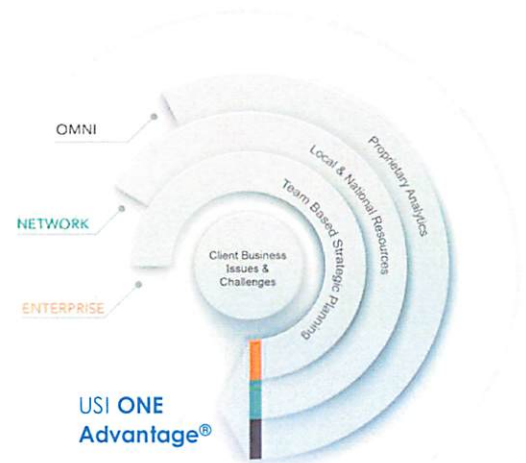 OMNI
NETWORK
ENTERPRISE
Proprietary Analytics
Local & National Resources
Team Based Strategic Planning
Client Business
Issues &
Challenges
USI ONE
Advantage®